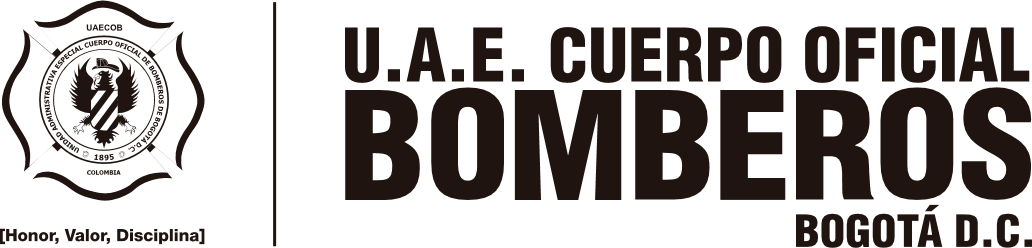 UAECOB
UNIDAD ADMINISTRATIVA ESPECIAL CUERPO OFICIAL DE BOMBEROS DE BOGOTÁ D.C.
1895
COLOMBIA
[Honor, Valor, Disciplina]
U.A.E. CUERPO OFICIAL
BOMBEROS
BOGOTÁ D.C.